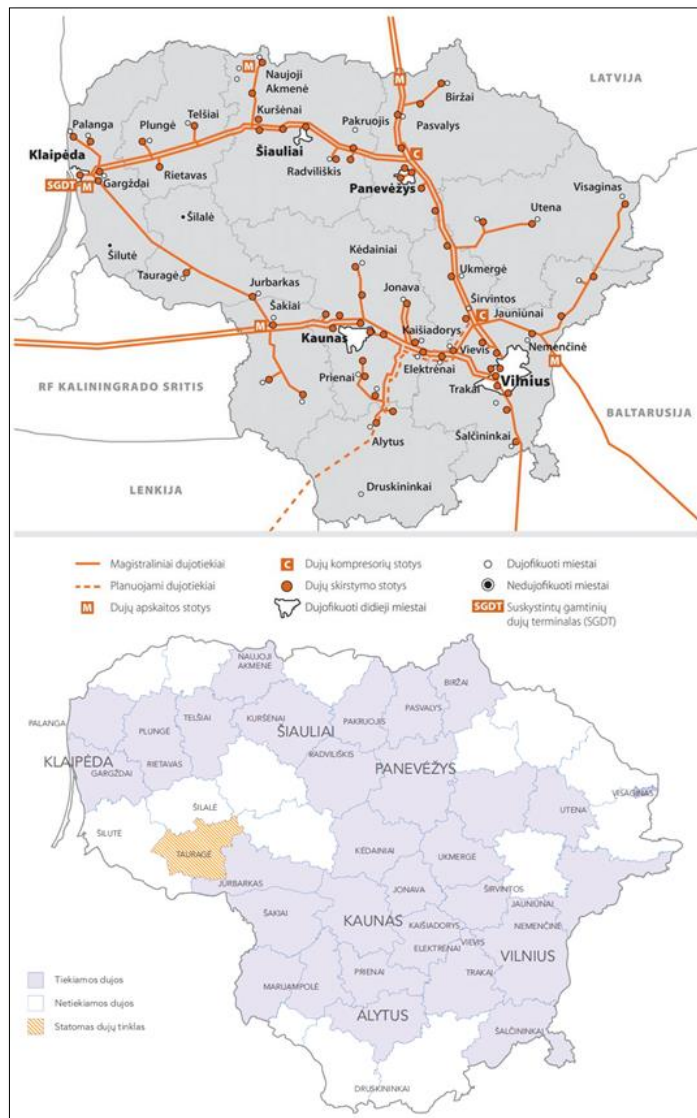 LATVIJA
M
Naujoji
Akmenė
M
Biržai
Palanga
Plungė
Telšiai
Kuršėnai
Pakruojis
Pasvalys
Klaipėda
Šiauliai
C
SGDT
M
Gargždai
Rietavas
Radviliškis
Panevėžys
Visaginas
Šilalė
Utena
Šilutė
Tauragė
Kėdainiai
Ukmergė
Jurbarkas
Jonava
Širvintos
Šakiai
Jauniūnai
M
Kaunas
Kaišiadorys
C
Nemenčinė
Elektrėnai
Vievis
M
RF KALININGRADO SRITIS
Prienai
Trakai
Vilnius
BALTARUSIJA
Alytus
Šalčininkai
LENKIJA
Druskininkai
Magistraliniai dujotiekiai
C Dujų kompresorių stotys
Dujofikuoti miestai
Planuojami dujotiekiai
Dujų skirstymo stotys
Nedujofikuoti miestai
M Dujų apskaitos stotys
Dujofikuoti didieji miestai
SGDT Suskystintų gamtinių
dujų terminalas (SGDT)
NAUJOJI
AKMENĖ
BIRŽAI
PALANGA
PLUNGĖ
TELŠIAI
KURŠĖNAI
ŠIAULIAI
PAKRUOJIS
PASVALYS
KLAIPĖDA
GARGŽDAI
RIETAVAS
RADVILIŠKIS
PANEVĖŽYS
VISAGINAS
ŠILALĖ
UTENA
ŠILUTĖ
TAURAGĖ
KĖDAINIAI
UKMERGĖ
JURBARKAS
JONAVA
ŠIRVINTOS
ŠAKIAI
JAUNIŪNAI
KAUNAS
KAIŠIADORYS
NEMENČINĖ
ELEKTRĖNAI
VIEVIS
VILNIUS
PRIENAI
TRAKAI
MARIJAMPOLĖ
ALYTUS
ŠALČININKAI
DRUSKININKAI
Tiekiamos dujos
Netiekiamos dujos
Statomas dujų tinklas